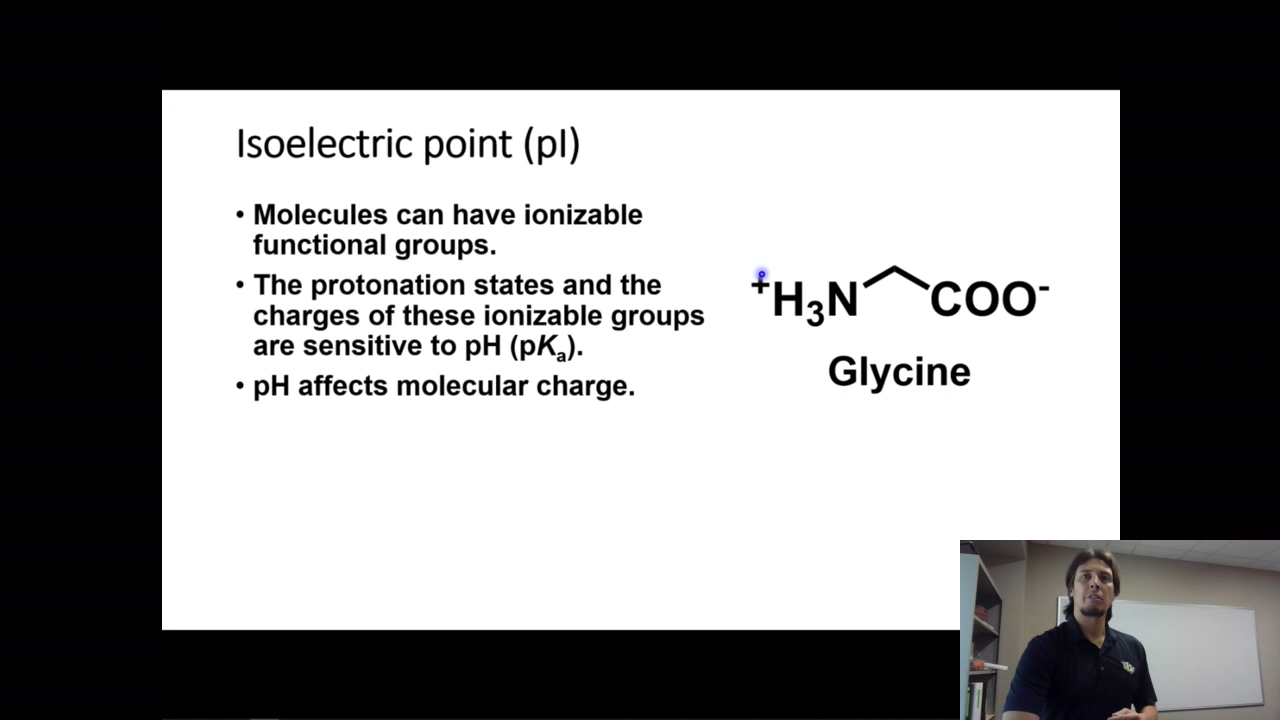 Isoelectric point (pI)
• Molecules can have ionizable
functional groups.
• The protonation states and the
charges of these ionizable groups
are sensitive to pH (pKₐ).
• pH affects molecular charge.
⁺H₃N COO⁻
Glycine